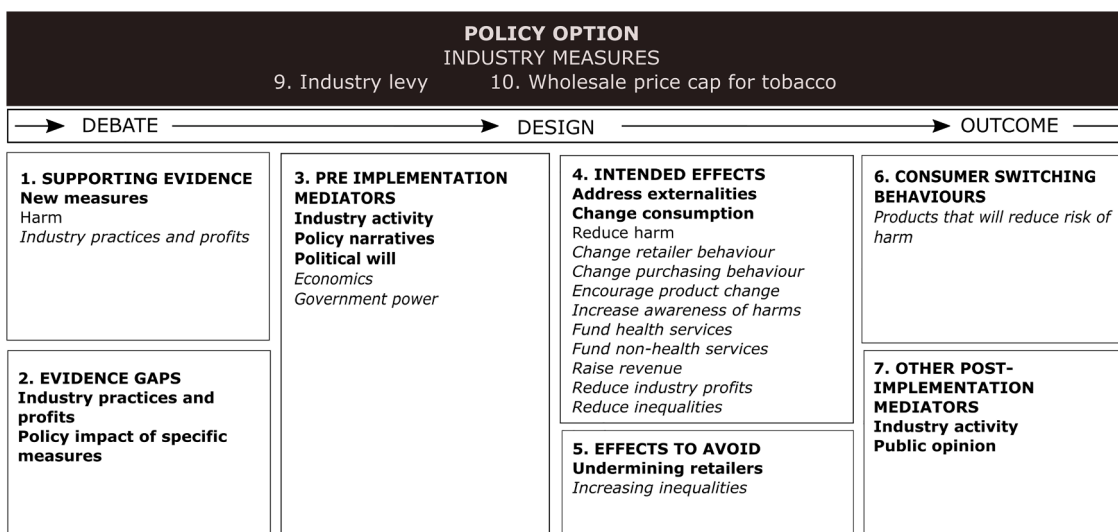 POLICY OPTION
INDUSTRY MEASURES
9. Industry levy 10. Wholesale price cap for tobacco
DEBATE DESIGN OUTCOME
1. SUPPORTING EVIDENCE
New measures
Harm
Industry practices and profits
2. EVIDENCE GAPS
Industry practices and
profits
Policy impact of specific
measures
3. PRE IMPLEMENTATION
MEDIATORS
Industry activity
Policy narratives
Political will
Economics
Government power
4. INTENDED EFFECTS
Address externalities
Change consumption
Reduce harm
Change retailer behaviour
Change purchasing behaviour
Encourage product change
Increase awareness of harms
Fund health services
Fund non-health services
Raise revenue
Reduce industry profits
Reduce inequalities
5. EFFECTS TO AVOID
Undermining retailers
Increasing inequalities
6. CONSUMER SWITCHING
BEHAVIOURS
Products that will reduce risk of
harm
7. OTHER POST-
IMPLEMENTATION
MEDIATORS
Industry activity
Public opinion